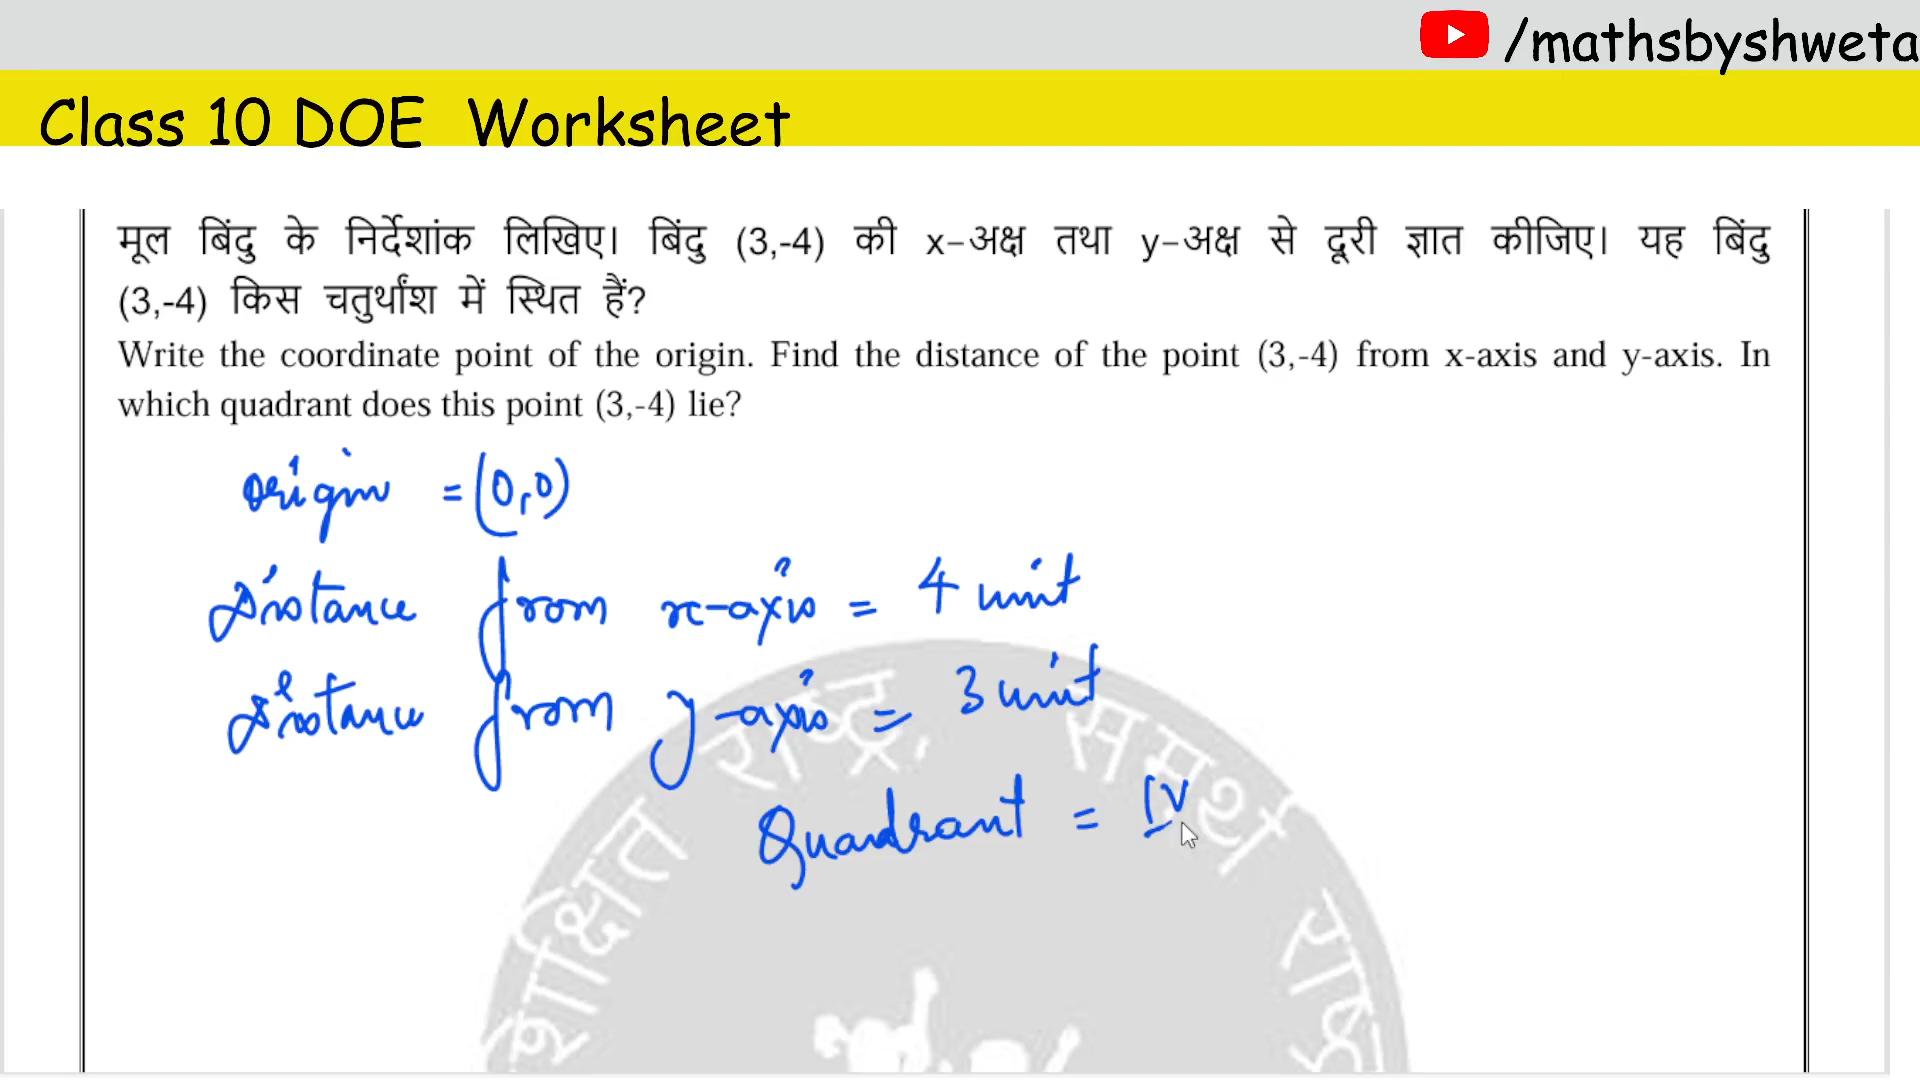 /mathsbyshweta
Class 10 DOE Worksheet
मूल बिंदु के निर्देशांक लिखिए। बिंदु (3,-4) की x-अक्ष तथा y-अक्ष से दूरी ज्ञात कीजिए। यह बिंदु
(3,-4) किस चतुर्थांश में स्थित हैं?
Write the coordinate point of the origin. Find the distance of the point (3,-4) from x-axis and y-axis. In
which quadrant does this point (3,-4) lie?
origin = (0,0)
Distance from x-axis = 4 unit
Distance from y-axis = 3 unit
Quadrant = IV
राष्ट्र, समर्थ